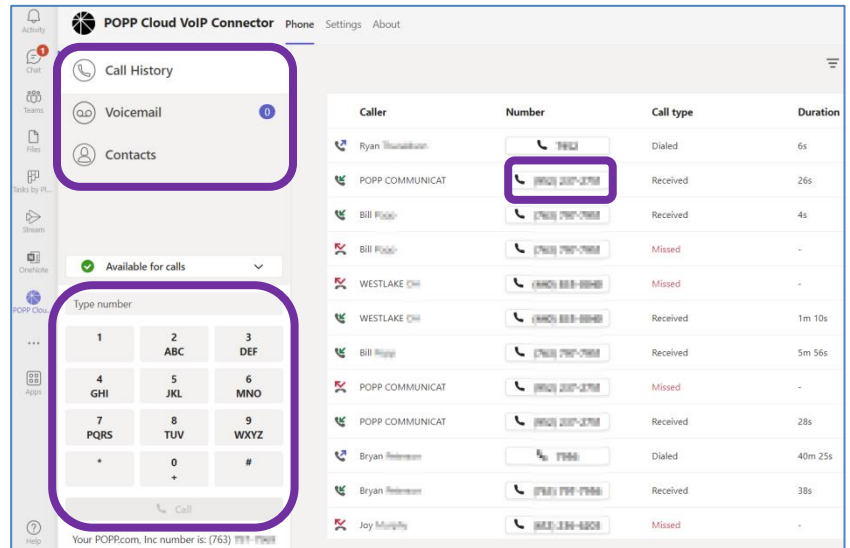 Activity
POPP Cloud VoIP Connector Phone Settings About
1
Chat
Teams
Files
Tasks by Pl...
Stream
OneNote
POPP Clou...
...
Apps
Help
Call History
Voicemail 0
Contacts
Available for calls
Type number
1 2 3
ABC DEF
4 5 6
GHI JKL MNO
7 8 9
PQRS TUV WXYZ
* 0 #
+
Call
Your POPP.com, Inc number is: (763)
Caller Number Call type Duration
Ryan Dialed 6s
POPP COMMUNICAT Received 26s
Bill Received 4s
Bill Missed -
WESTLAKE Missed -
WESTLAKE Received 1m 10s
Bill Received 5m 56s
POPP COMMUNICAT Missed -
POPP COMMUNICAT Received 28s
Bryan Dialed 40m 25s
Bryan Received 38s
Joy Missed -